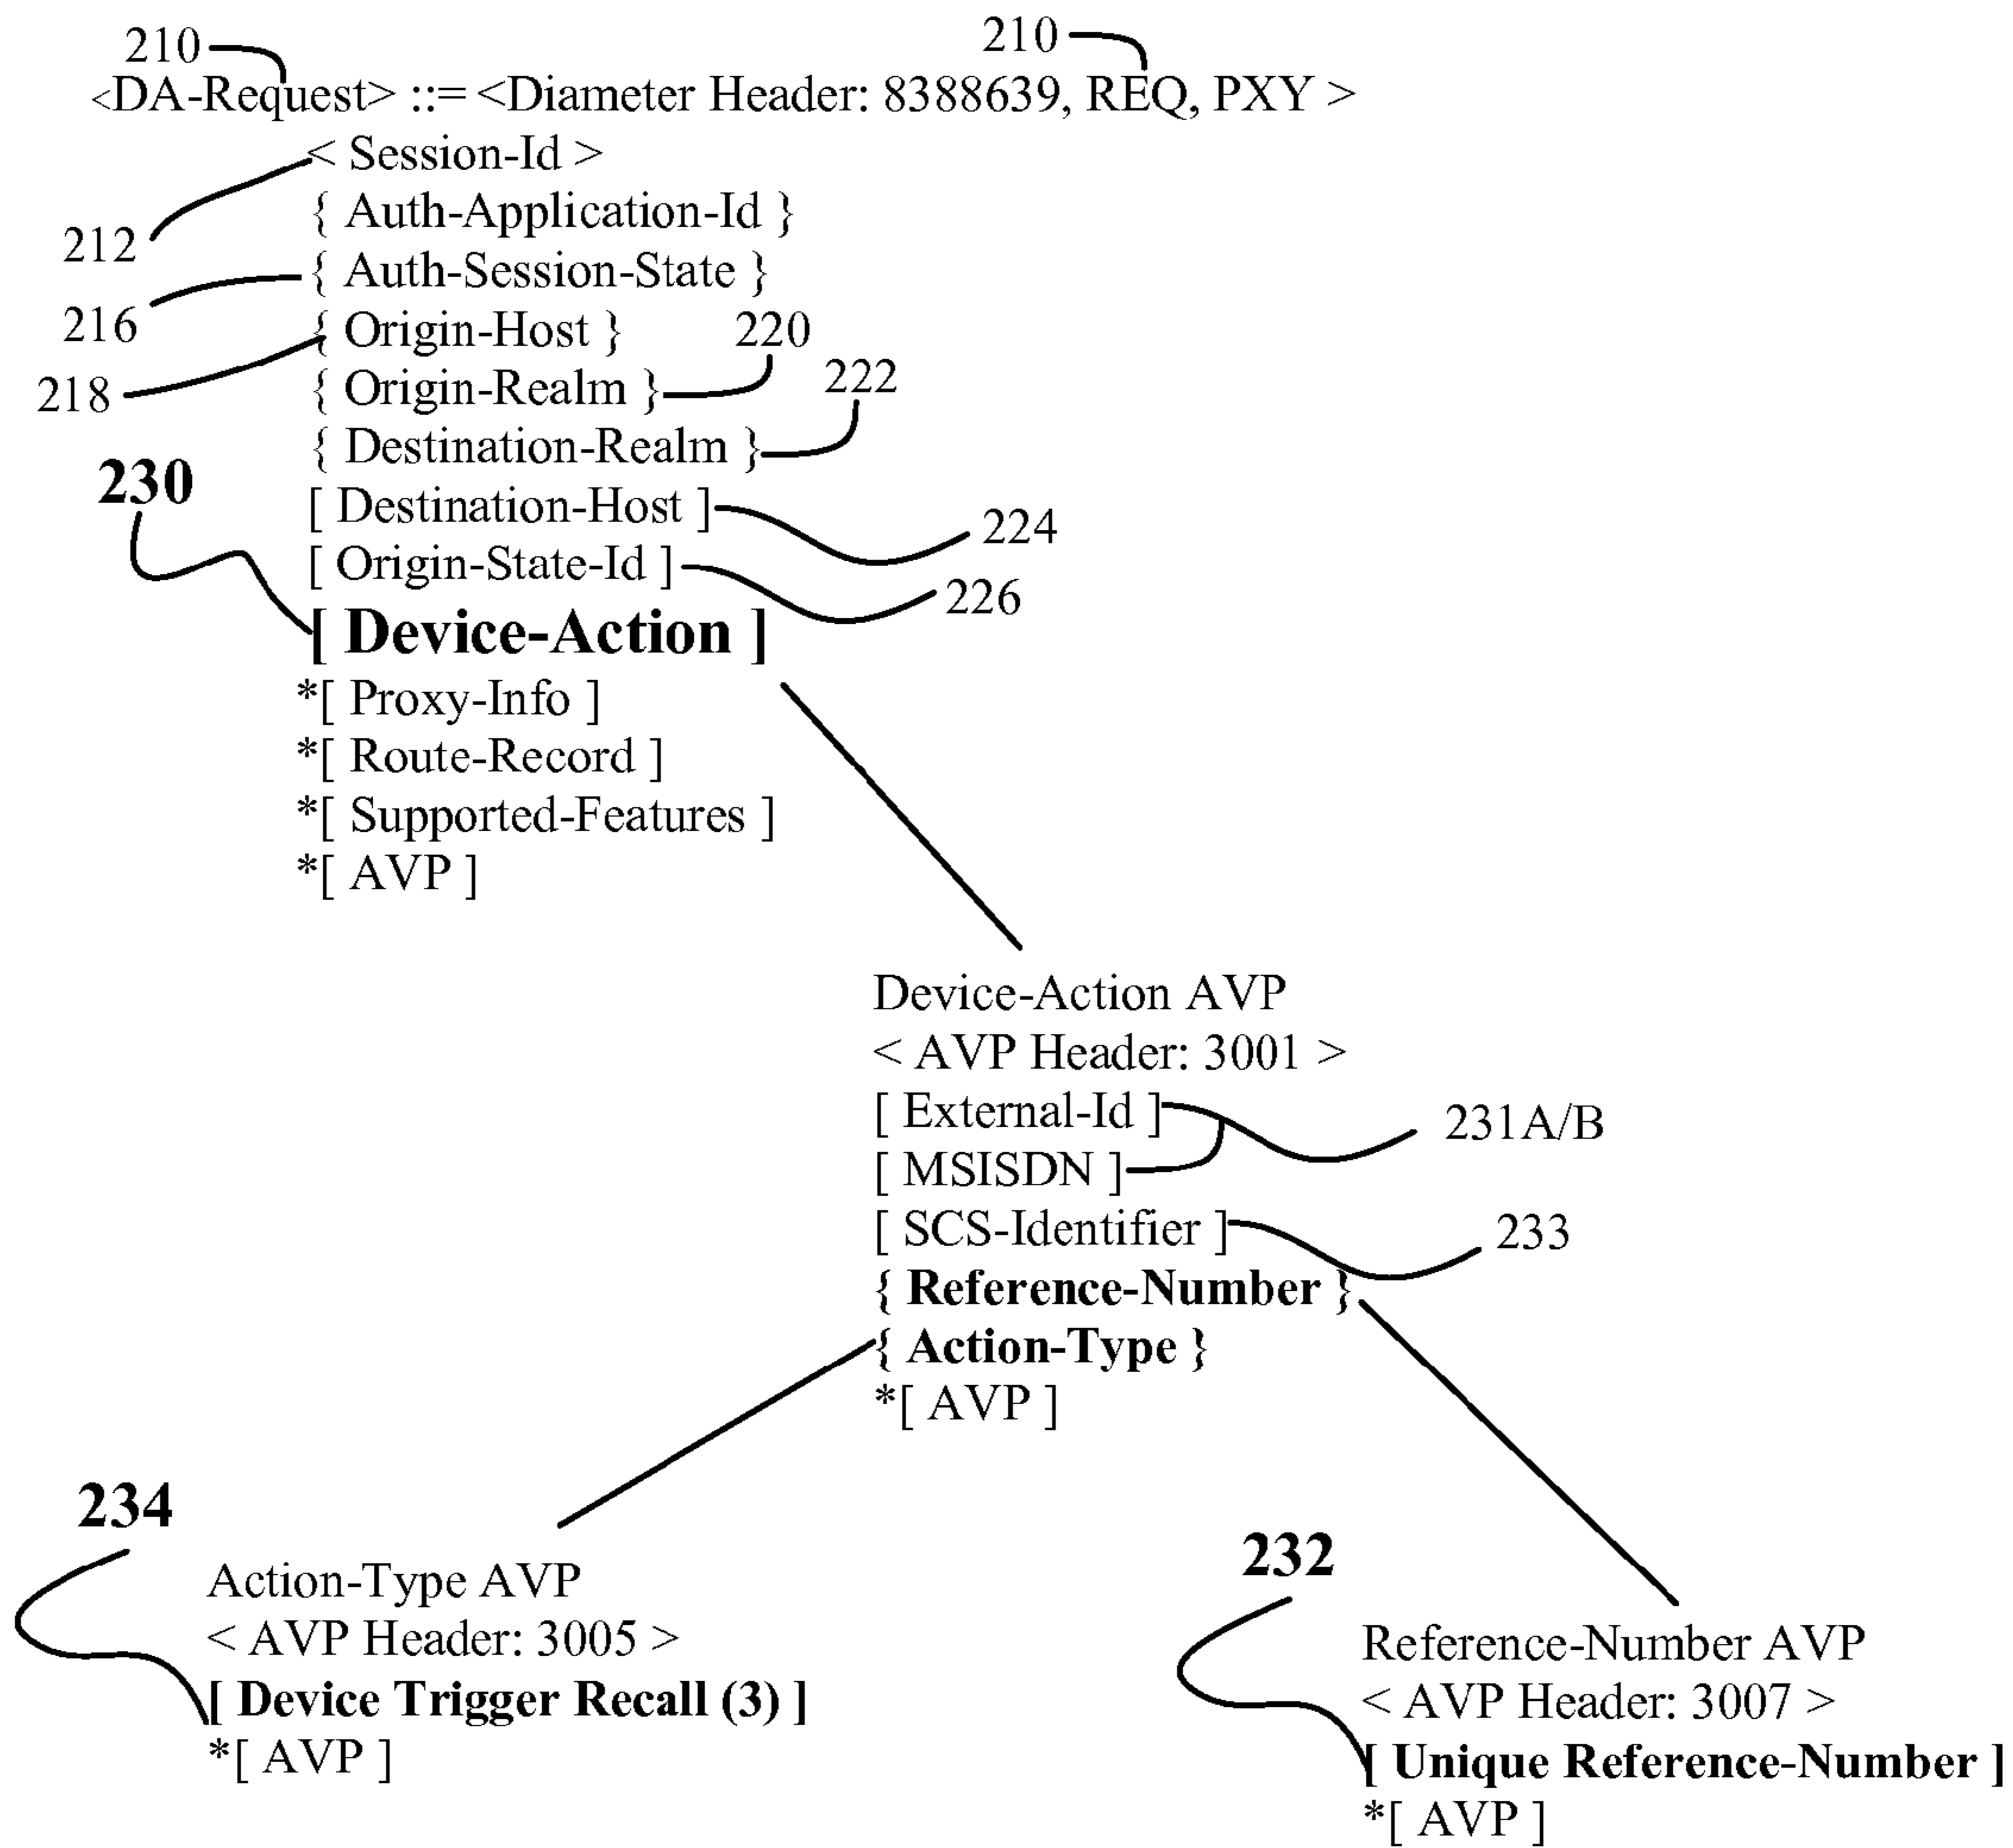 210 210
<DA-Request> ::= <Diameter Header: 8388639, REQ, PXY >
< Session-Id >
{ Auth-Application-Id }
212
{ Auth-Session-State }
216
{ Origin-Host } 220
{ Origin-Realm } 222
218
{ Destination-Realm }
230
[ Destination-Host ]
224
[ Origin-State-Id ]
226
[ Device-Action ]
*[ Proxy-Info ]
*[ Route-Record ]
*[ Supported-Features ]
*[ AVP ]
Device-Action AVP
< AVP Header: 3001 >
[ External-Id ] 231A/B
[ MSISDN ]
[ SCS-Identifier ] 233
{ Reference-Number }
{ Action-Type }
*[ AVP ]
234
Action-Type AVP
< AVP Header: 3005 >
[ Device Trigger Recall (3) ]
*[ AVP ]
232
Reference-Number AVP
< AVP Header: 3007 >
[ Unique Reference-Number ]
*[ AVP ]